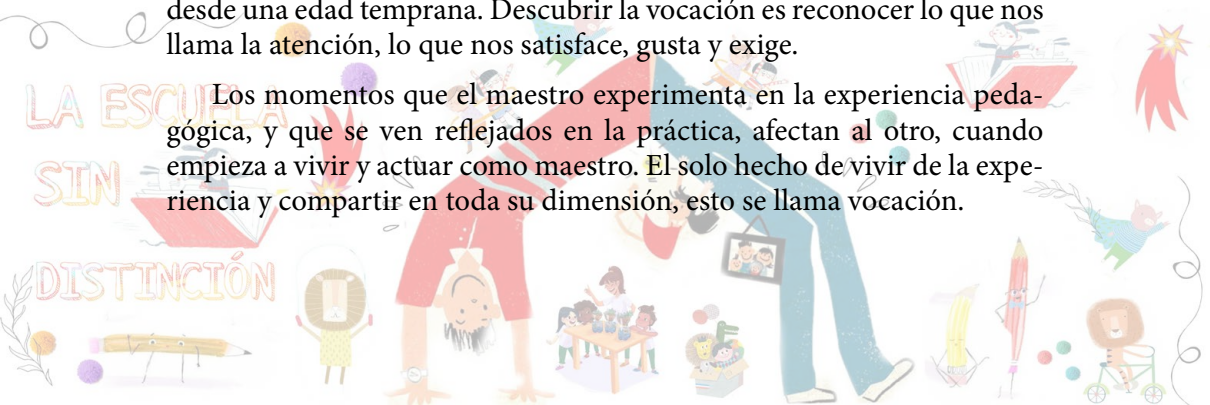 desde una edad temprana. Descubrir la vocación es reconocer lo que nos
llama la atención, lo que nos satisface, gusta y exige.
Los momentos que el maestro experimenta en la experiencia peda-
gógica, y que se ven reflejados en la práctica, afectan al otro, cuando
empieza a vivir y actuar como maestro. El solo hecho de vivir de la expe-
riencia y compartir en toda su dimensión, esto se llama vocación.
LA ESCUELA
SIN
DISTINCIÓN